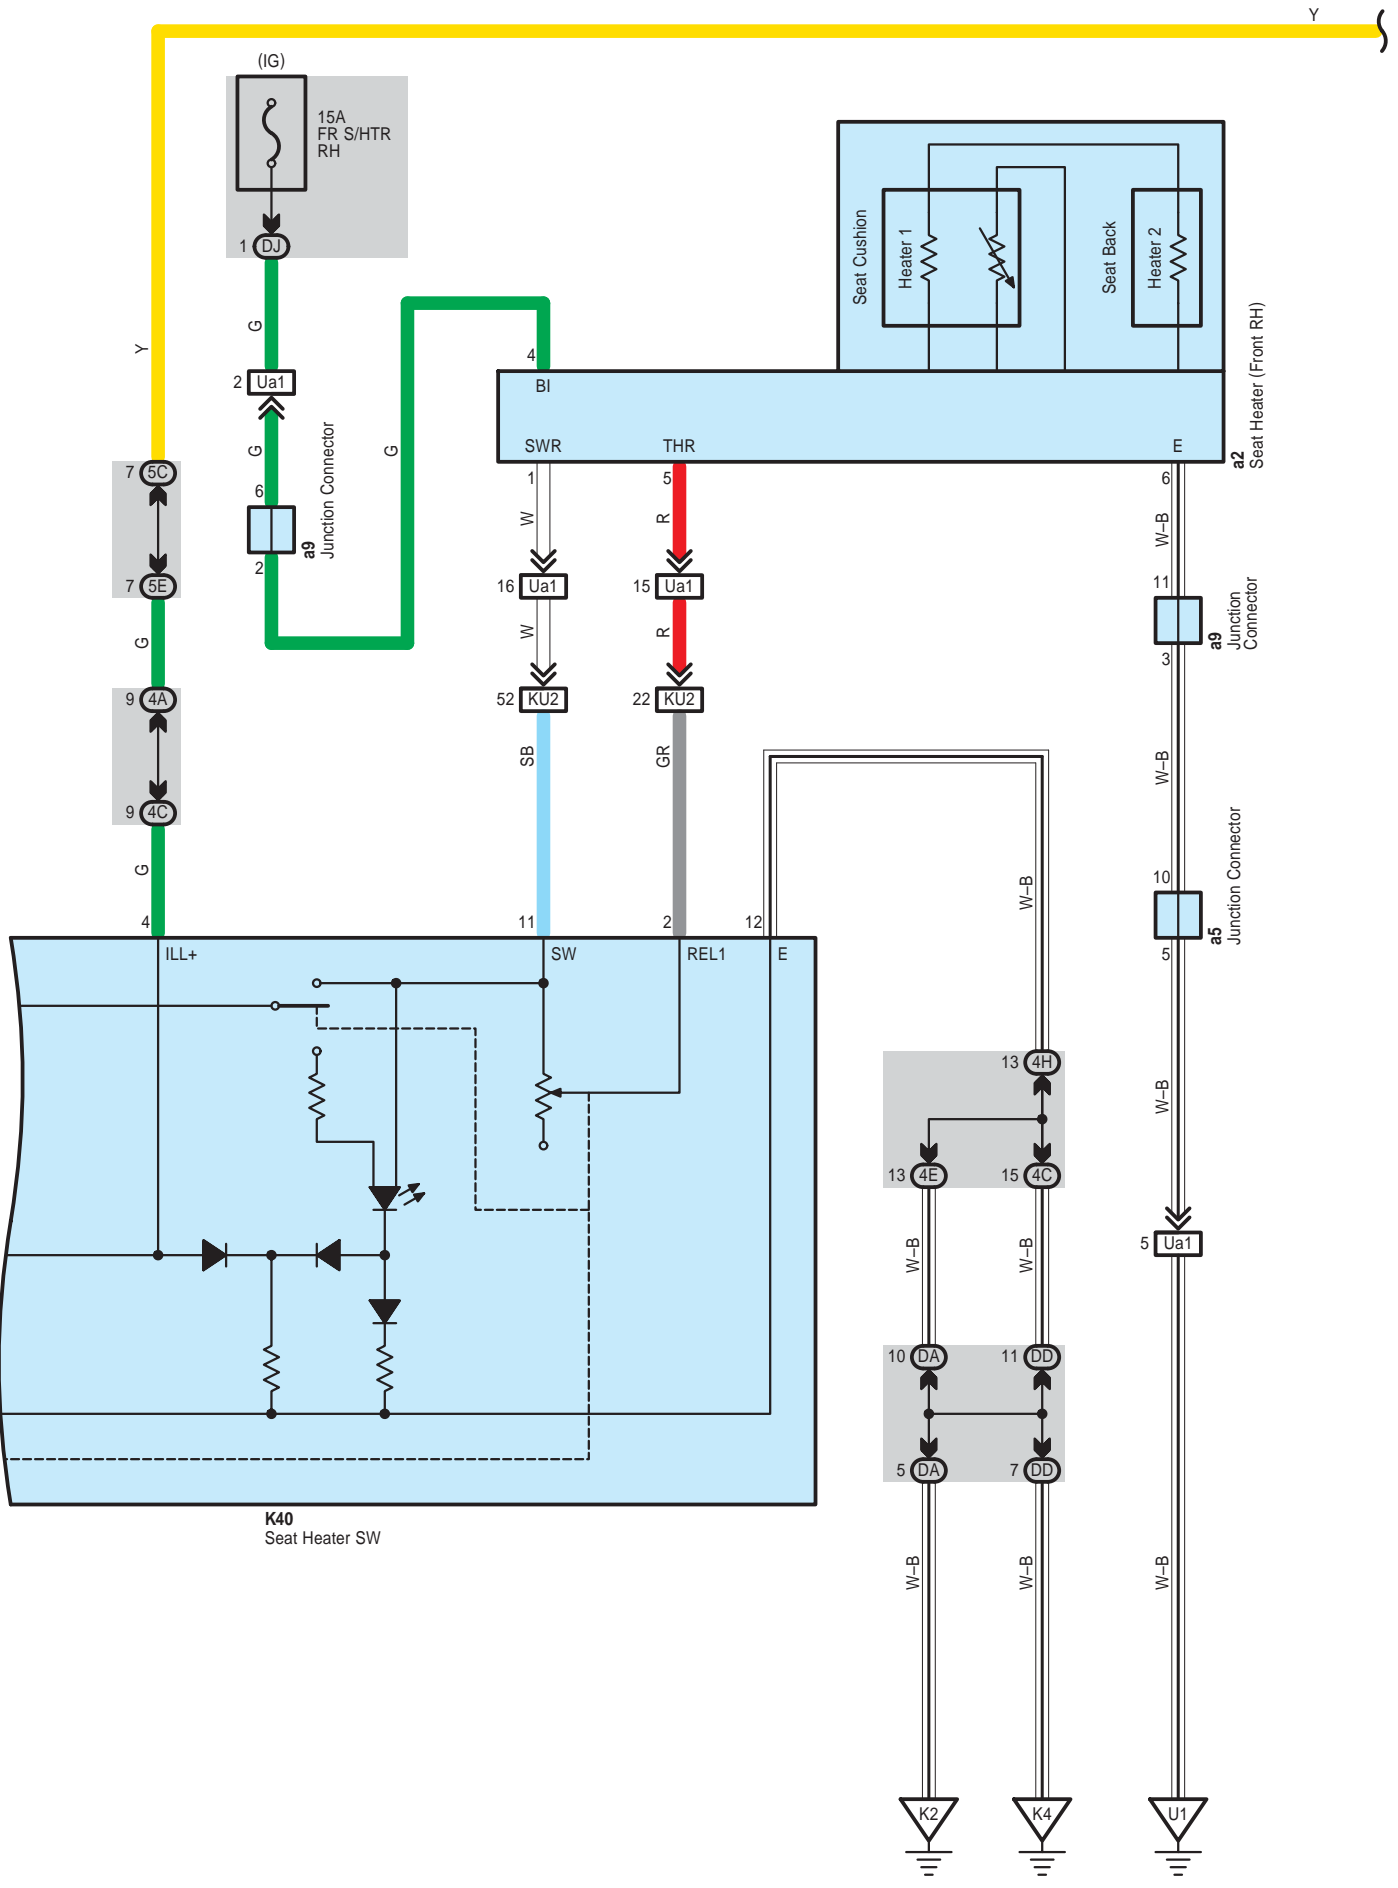 Y
(IG)
15A
FR S/HTR
RH
1 DJ
G
2 Ua1
G
6
a9
Junction Connector
2
G
Y
7 5C
7 5E
G
9 4A
9 4C
G
4
4
BI
SWR
THR
E
Seat Cushion
Heater 1
Seat Back
Heater 2
a2
Seat Heater (Front RH)
1
5
6
W
R
W–B
16 Ua1
15 Ua1
11
a9
Junction
Connector
3
W
R
52 KU2
22 KU2
SB
GR
W–B
W–B
10
a5
Junction Connector
5
11
2
12
ILL+
SW
REL1
E
13 4H
13 4E
15 4C
W–B
5 Ua1
W–B
W–B
10 DA
11 DD
5 DA
7 DD
K40
Seat Heater SW
W–B
W–B
W–B
K2
K4
U1